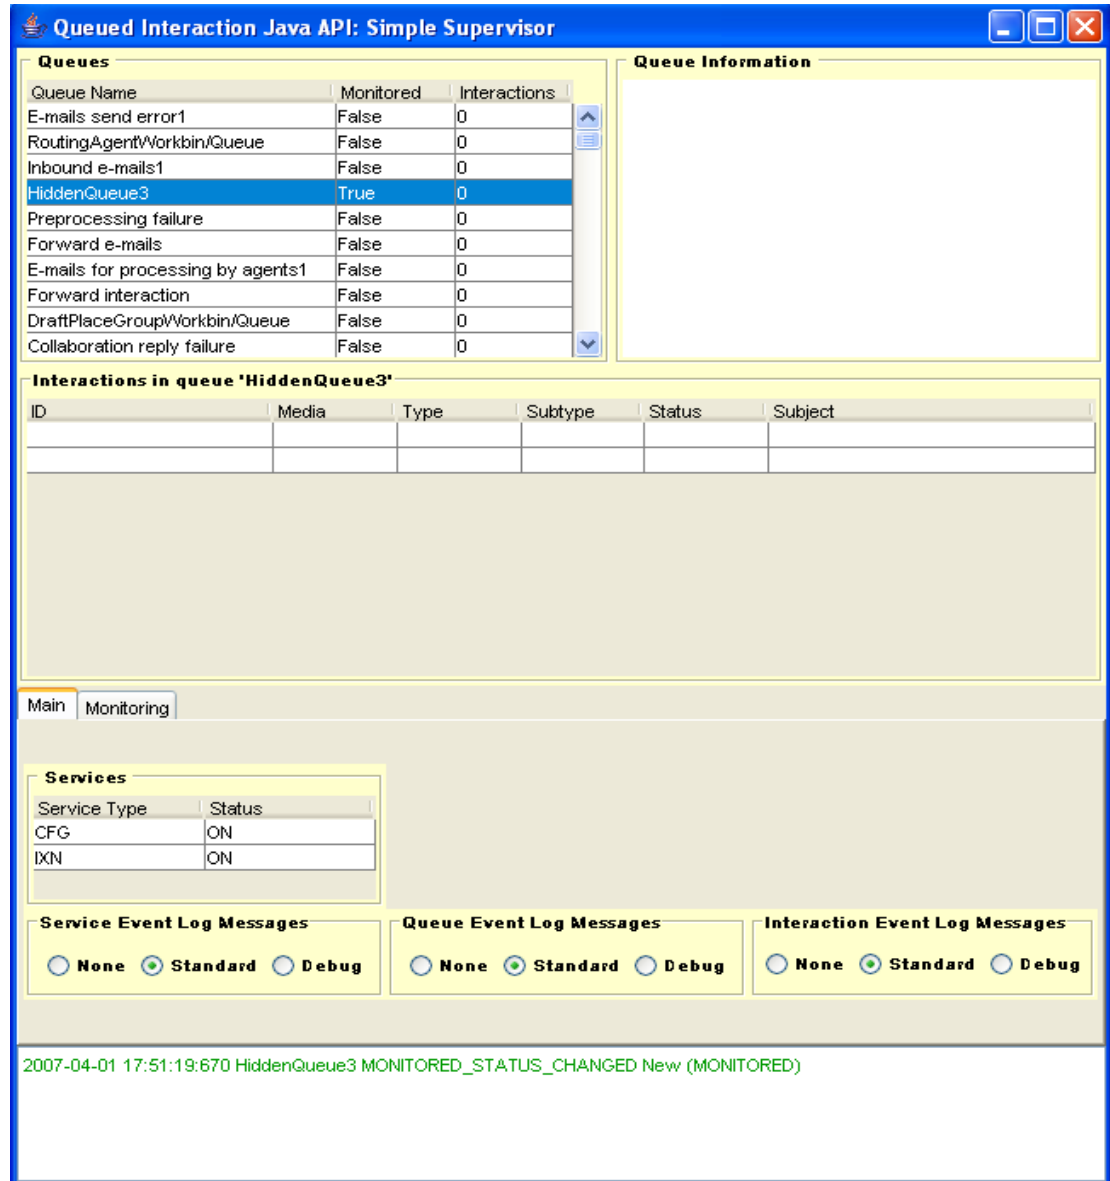 Queued Interaction Java API: Simple Supervisor
Queues
Queue Name Monitored Interactions
E-mails send error1 False 0
RoutingAgentWorkbin/Queue False 0
Inbound e-mails1 False 0
HiddenQueue3 True 0
Preprocessing failure False 0
Forward e-mails False 0
E-mails for processing by agents1 False 0
Forward interaction False 0
DraftPlaceGroupWorkbin/Queue False 0
Collaboration reply failure False 0
Queue Information
Interactions in queue 'HiddenQueue3'
ID Media Type Subtype Status Subject
Main Monitoring
Services
Service Type Status
CFG ON
IXN ON
Service Event Log Messages
None Standard Debug
Queue Event Log Messages
None Standard Debug
Interaction Event Log Messages
None Standard Debug
2007-04-01 17:51:19:670 HiddenQueue3 MONITORED_STATUS_CHANGED New (MONITORED)